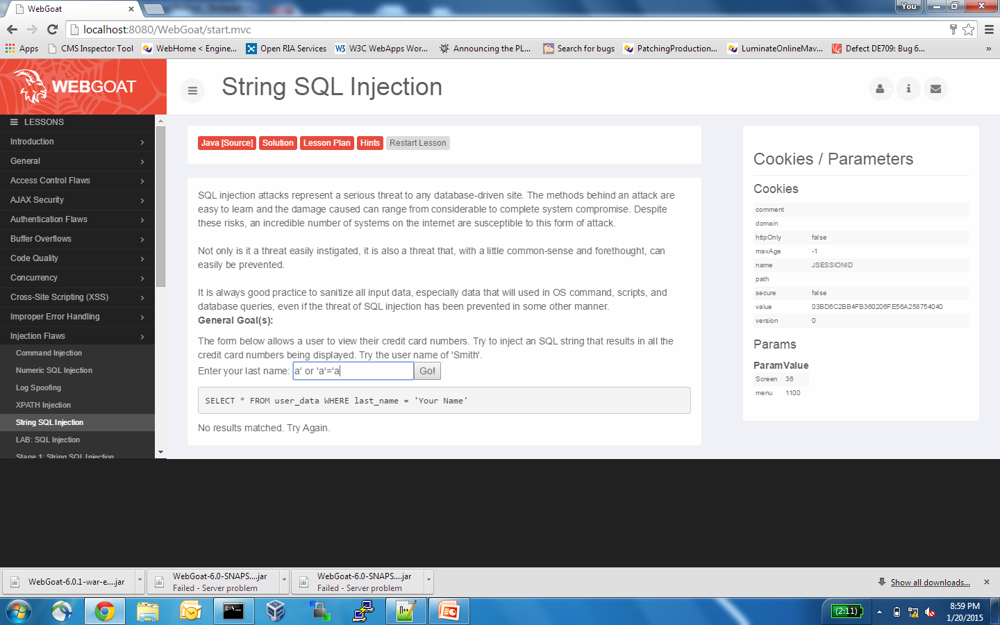 WebGoat
You
localhost:8080/WebGoat/start.mvc
Apps
CMS Inspector Tool
WebHome < Engine...
Open RIA Services
W3C WebApps Wor...
Announcing the PL...
Search for bugs
PatchingProduction...
LuminateOnlineMav...
Defect DE709: Bug 6...
»
WEBGOAT
String SQL Injection
LESSONS
Introduction
General
Access Control Flaws
AJAX Security
Authentication Flaws
Buffer Overflows
Code Quality
Concurrency
Cross-Site Scripting (XSS)
Improper Error Handling
Injection Flaws
Command Injection
Numeric SQL Injection
Log Spoofing
XPATH Injection
String SQL Injection
LAB: SQL Injection
Stage 1: String SQL Injection
Java [Source]
Solution
Lesson Plan
Hints
Restart Lesson
SQL injection attacks represent a serious threat to any database-driven site. The methods behind an attack are
easy to learn and the damage caused can range from considerable to complete system compromise. Despite
these risks, an incredible number of systems on the internet are susceptible to this form of attack.
Not only is it a threat easily instigated, it is also a threat that, with a little common-sense and forethought, can
easily be prevented.
It is always good practice to sanitize all input data, especially data that will used in OS command, scripts, and
database queries, even if the threat of SQL injection has been prevented in some other manner.
General Goal(s):
The form below allows a user to view their credit card numbers. Try to inject an SQL string that results in all the
credit card numbers being displayed. Try the user name of 'Smith'.
Enter your last name: a' or 'a'='a Go!
SELECT * FROM user_data WHERE last_name = 'Your Name'
No results matched. Try Again.
Cookies / Parameters
Cookies
comment
domain
httpOnly false
maxAge -1
name JSESSIONID
path
secure false
value 03BD6C2BB4FB360206FE56A258754040
version 0
Params
ParamValue
Screen 36
menu 1100
WebGoat-6.0.1-war-e....jar
WebGoat-6.0-SNAPS....jar
Failed - Server problem
WebGoat-6.0-SNAPS....jar
Failed - Server problem
Show all downloads...
(2:11)
8:59 PM
1/20/2015